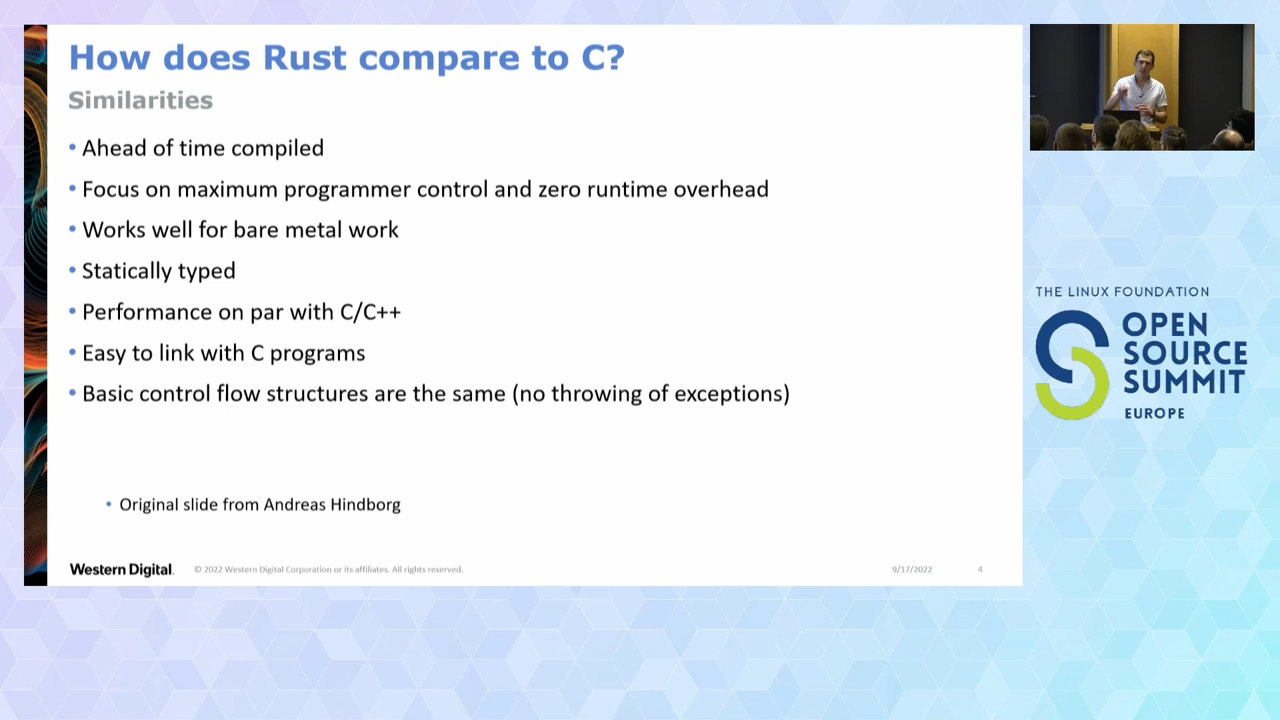 How does Rust compare to C?
Similarities
• Ahead of time compiled
• Focus on maximum programmer control and zero runtime overhead
• Works well for bare metal work
• Statically typed
• Performance on par with C/C++
• Easy to link with C programs
• Basic control flow structures are the same (no throwing of exceptions)
• Original slide from Andreas Hindborg
Western Digital.
© 2022 Western Digital Corporation or its affiliates. All rights reserved.
9/17/2022
4
THE LINUX FOUNDATION
OPEN
SOURCE
SUMMIT
EUROPE